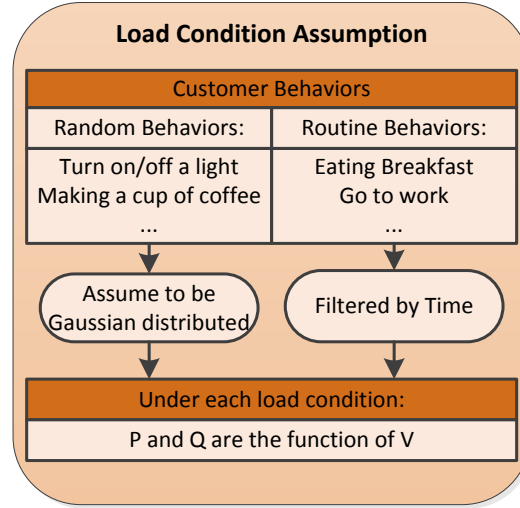 Load Condition Assumption
Customer Behaviors
Random Behaviors:
Routine Behaviors:
Turn on/off a light
Making a cup of coffee
...
Eating Breakfast
Go to work
...
Assume to be
Gaussian distributed
Filtered by Time
Under each load condition:
P and Q are the function of V